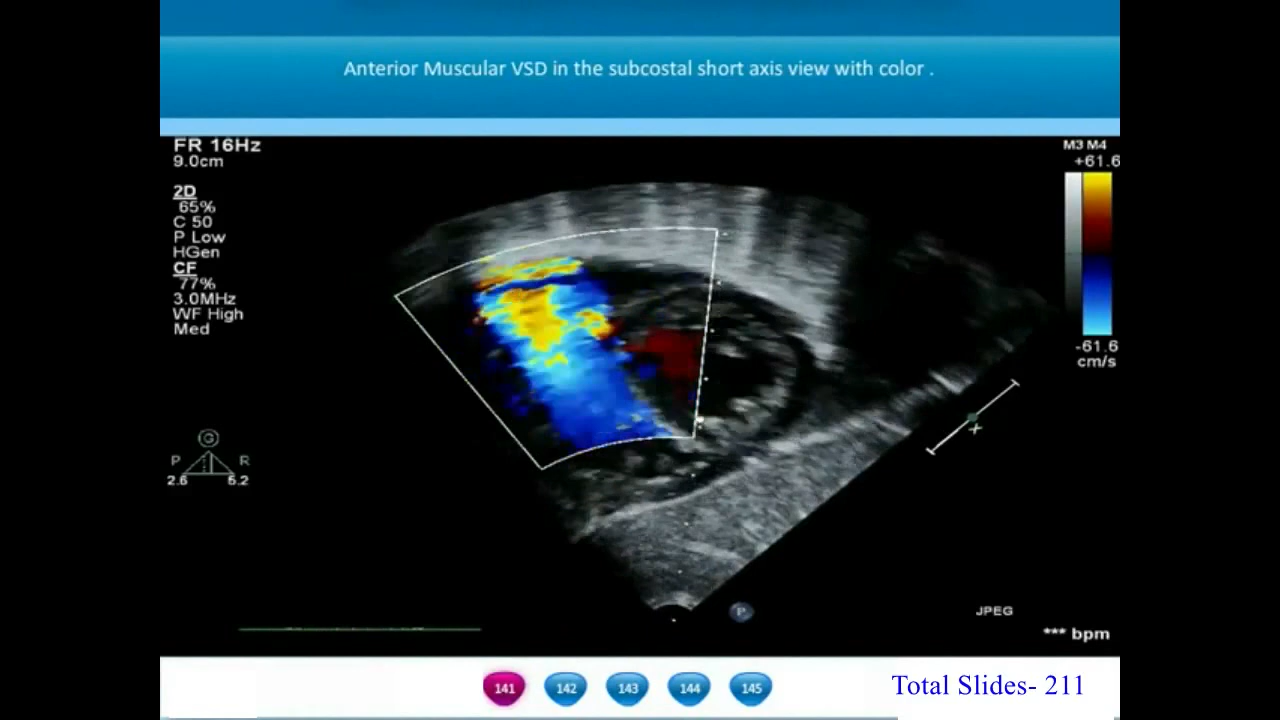 Anterior Muscular VSD in the subcostal short axis view with color .
FR 16Hz
9.0cm
2D
65%
C 50
P Low
HGen
CF
77%
3.0MHz
WF High
Med
M3 M4
+61.6
-61.6
cm/s
G
P R
2.6 5.2
x
P
JPEG
*** bpm
141 142 143 144 145
Total Slides- 211